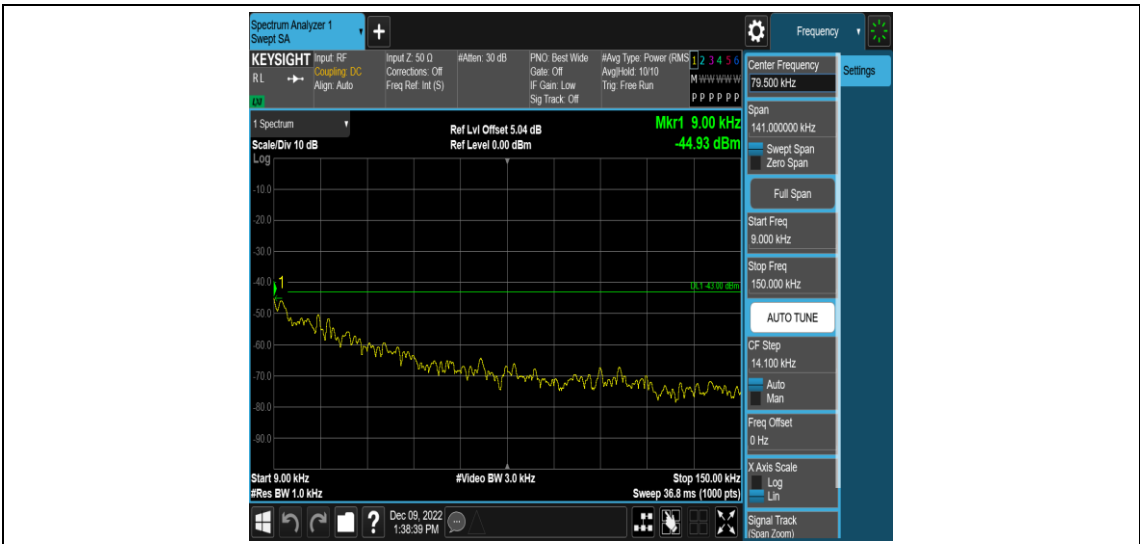 Spectrum Analyzer 1
Swept SA
+
Frequency
KEYSIGHT
RL
LXI
Input: RF
Coupling: DC
Align: Auto
Input Z: 50 Ω
Corrections: Off
Freq Ref: Int (S)
#Atten: 30 dB
PNO: Best Wide
Gate: Off
IF Gain: Low
Sig Track: Off
#Avg Type: Power (RMS
Avg|Hold: 10/10
Trig: Free Run
1 2 3 4 5 6
M W W W W W
P P P P P P
1 Spectrum
Scale/Div 10 dB
Log
Ref Lvl Offset 5.04 dB
Ref Level 0.00 dBm
Mkr1 9.00 kHz
-44.93 dBm
-10.0
-20.0
-30.0
-40.0
-50.0
-60.0
-70.0
-80.0
-90.0
1
DL1 -43.00 dBm
Start 9.00 kHz
#Res BW 1.0 kHz
#Video BW 3.0 kHz
Stop 150.00 kHz
Sweep 36.8 ms (1000 pts)
Dec 09, 2022
1:38:39 PM
?
Center Frequency
79.500 kHz
Settings
Span
141.000000 kHz
Swept Span
Zero Span
Full Span
Start Freq
9.000 kHz
Stop Freq
150.000 kHz
AUTO TUNE
CF Step
14.100 kHz
Auto
Man
Freq Offset
0 Hz
X Axis Scale
Log
Lin
Signal Track
(Span Zoom)